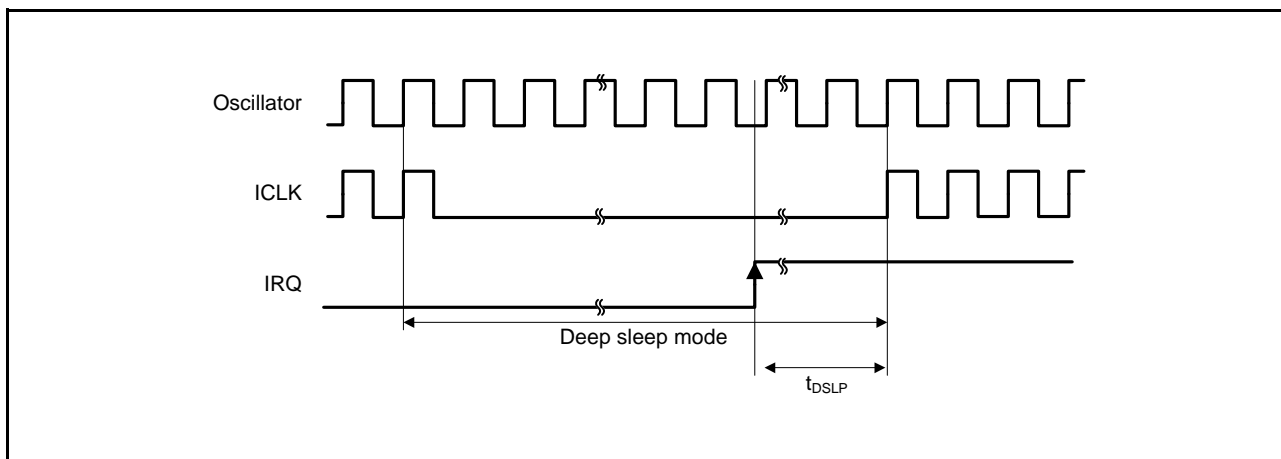 Oscillator
ICLK
IRQ
Deep sleep mode
tDSLP